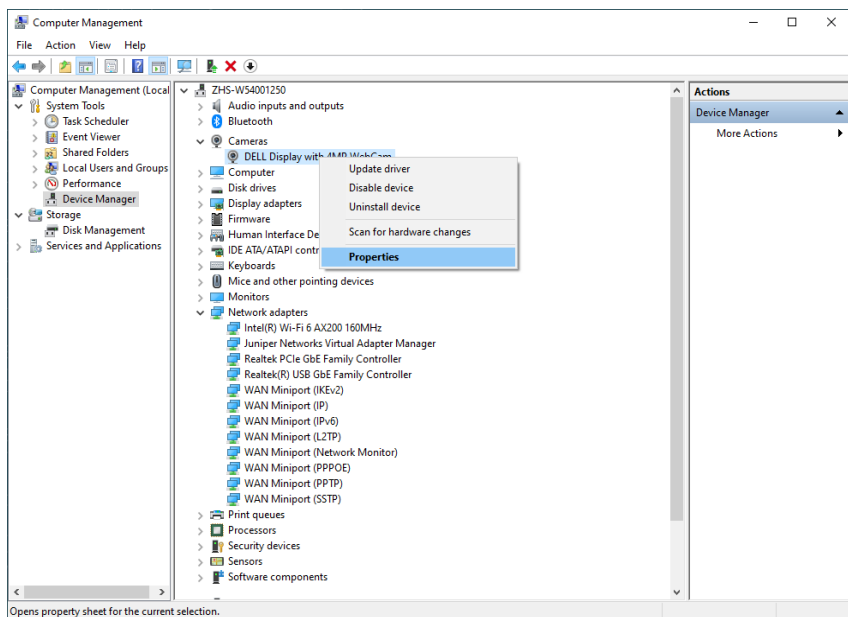 Computer Management
File Action View Help
Computer Management (Local
System Tools
Task Scheduler
Event Viewer
Shared Folders
Local Users and Groups
Performance
Device Manager
Storage
Disk Management
Services and Applications
ZHS-W54001250
Audio inputs and outputs
Bluetooth
Cameras
DELL Display with 4MP WebCam
Computer
Disk drives
Display adapters
Firmware
Human Interface De
IDE ATA/ATAPI contr
Keyboards
Mice and other pointing devices
Monitors
Network adapters
Intel(R) Wi-Fi 6 AX200 160MHz
Juniper Networks Virtual Adapter Manager
Realtek PCIe GbE Family Controller
Realtek(R) USB GbE Family Controller
WAN Miniport (IKEv2)
WAN Miniport (IP)
WAN Miniport (IPv6)
WAN Miniport (L2TP)
WAN Miniport (Network Monitor)
WAN Miniport (PPPOE)
WAN Miniport (PPTP)
WAN Miniport (SSTP)
Print queues
Processors
Security devices
Sensors
Software components
Update driver
Disable device
Uninstall device
Scan for hardware changes
Properties
Actions
Device Manager
More Actions
Opens property sheet for the current selection.